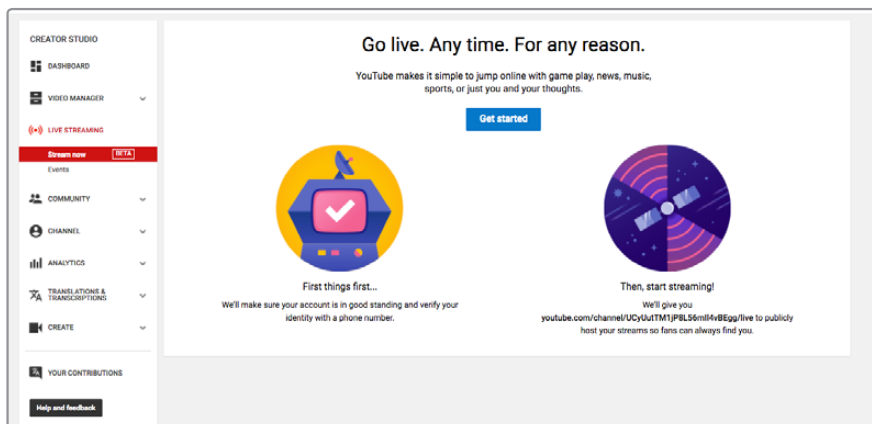 CREATOR STUDIO
DASHBOARD
VIDEO MANAGER
LIVE STREAMING
Stream now BETA
Events
COMMUNITY
CHANNEL
ANALYTICS
TRANSLATIONS &
TRANSCRIPTIONS
CREATE
YOUR CONTRIBUTIONS
Help and feedback
Go live. Any time. For any reason.
YouTube makes it simple to jump online with game play, news, music,
sports, or just you and your thoughts.
Get started
First things first...
We'll make sure your account is in good standing and verify your
identity with a phone number.
Then, start streaming!
We'll give you
youtube.com/channel/UCyUutTM1jP8L56mII4vBEgg/live to publicly
host your streams so fans can always find you.